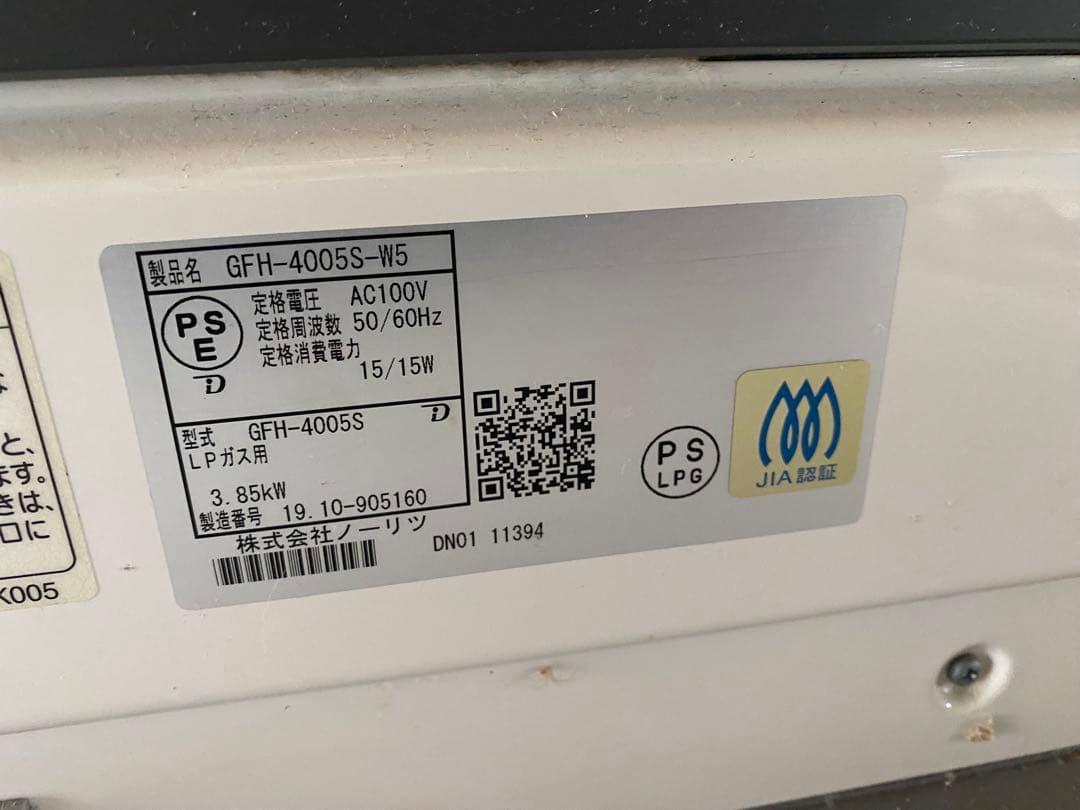 製品名 GFH-4005S-W5
PS
E
定格電圧 AC100V
定格周波数 50/60Hz
定格消費電力
15/15W
型式 GFH-4005S
LPガス用
3.85kW
製造番号 19.10-905160
株式会社ノーリツ
DN01 11394
PS
LPG
JIA認証
と、
ます。
きは、
口に
K005